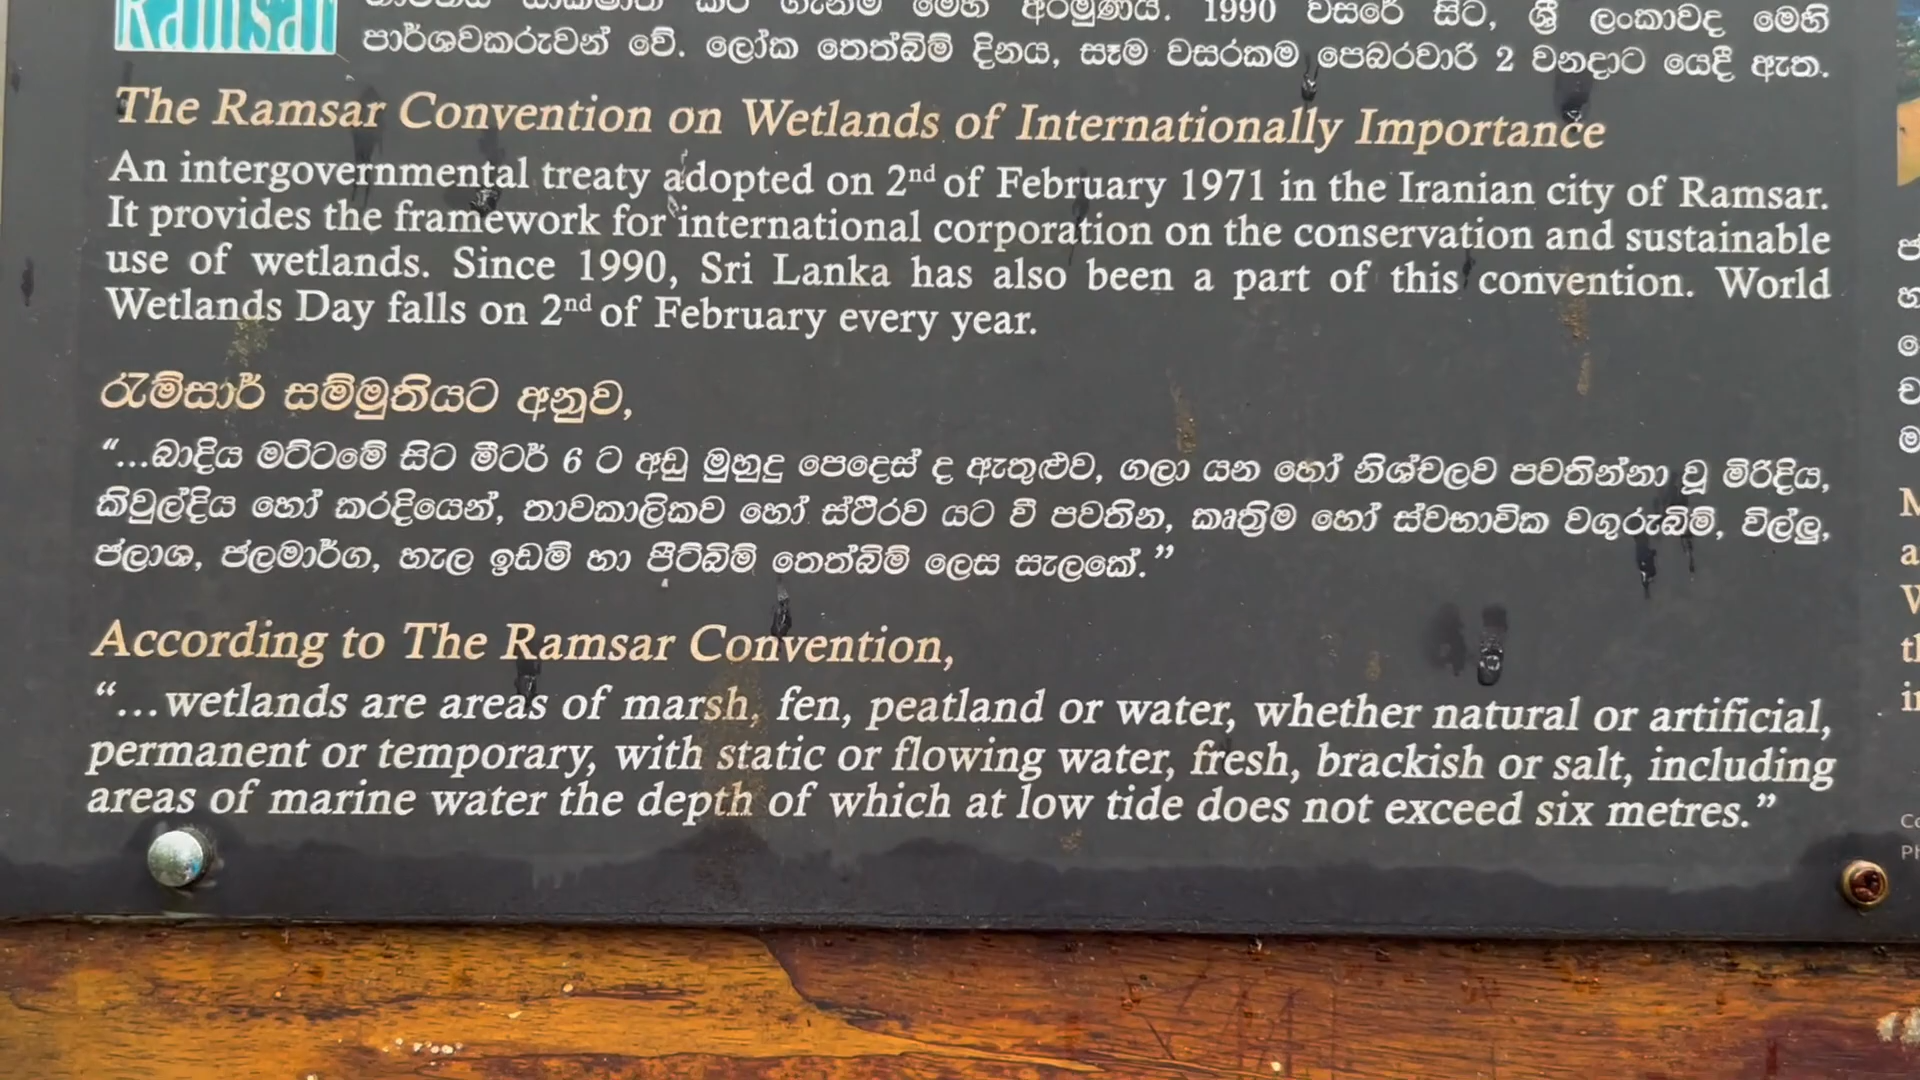 Ramsar
1990 වසරේ සිට, ශ්‍රී ලංකාවද මෙහි
පාර්ශවකරුවන් වේ. ලෝක තෙත්බිම් දිනය, සෑම වසරකම පෙබරවාරි 2 වනදාට යෙදී ඇත.
The Ramsar Convention on Wetlands of Internationally Importance
An intergovernmental treaty adopted on 2nd of February 1971 in the Iranian city of Ramsar.
It provides the framework for international corporation on the conservation and sustainable
use of wetlands. Since 1990, Sri Lanka has also been a part of this convention. World
Wetlands Day falls on 2nd of February every year.
රැම්සාර් සම්මුතියට අනුව,
“...බාදිය මට්ටමේ සිට මීටර් 6 ට අඩු මුහුදු පෙදෙස් ද ඇතුළුව, ගලා යන හෝ නිශ්චලව පවතින්නා වූ මිරිදිය,
කිවුල්දිය හෝ කරදියෙන්, තාවකාලිකව හෝ ස්ථීරව යට වී පවතින, කෘත්‍රිම හෝ ස්වභාවික වගුරුබිම්, විල්ලු,
ජලාශ, ජලමාර්ග, හැල ඉඩම් හා පීට්බිම් තෙත්බිම් ලෙස සැලකේ.”
According to The Ramsar Convention,
“...wetlands are areas of marsh, fen, peatland or water, whether natural or artificial,
permanent or temporary, with static or flowing water, fresh, brackish or salt, including
areas of marine water the depth of which at low tide does not exceed six metres.”